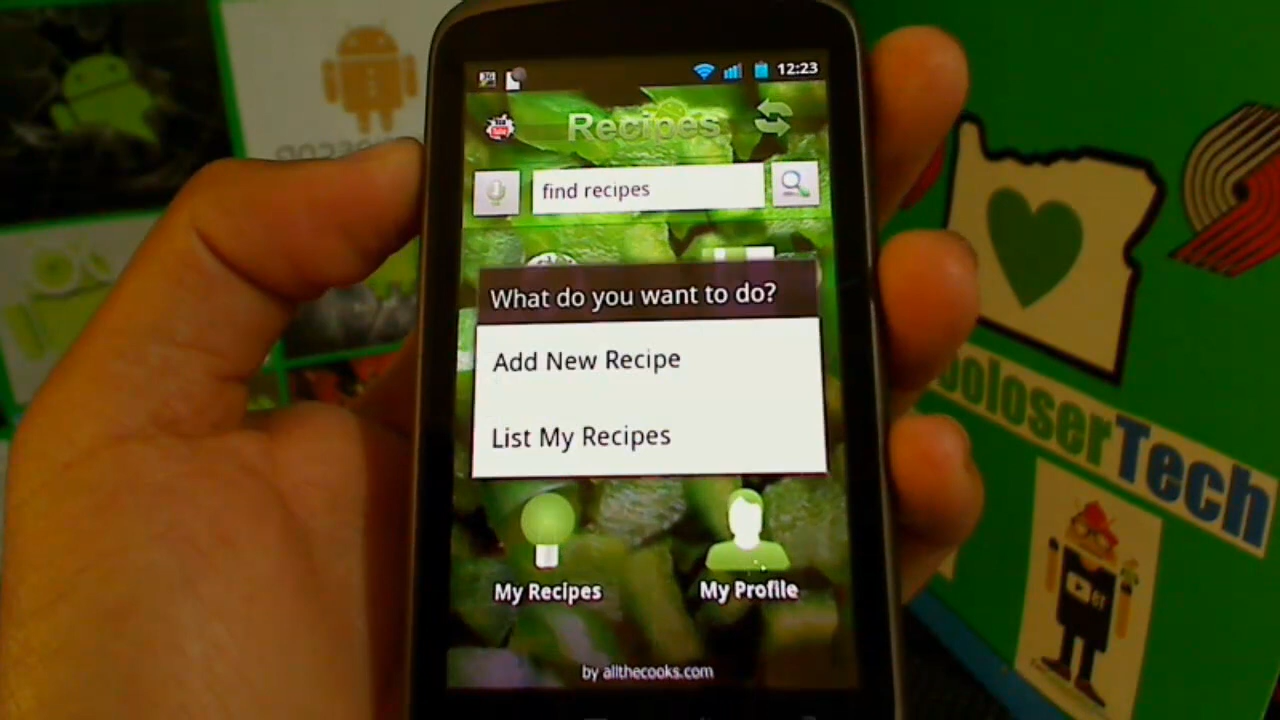 12:23
Recipes
find recipes
What do you want to do?
Add New Recipe
List My Recipes
My Recipes
My Profile
by allthecooks.com
oloserTech